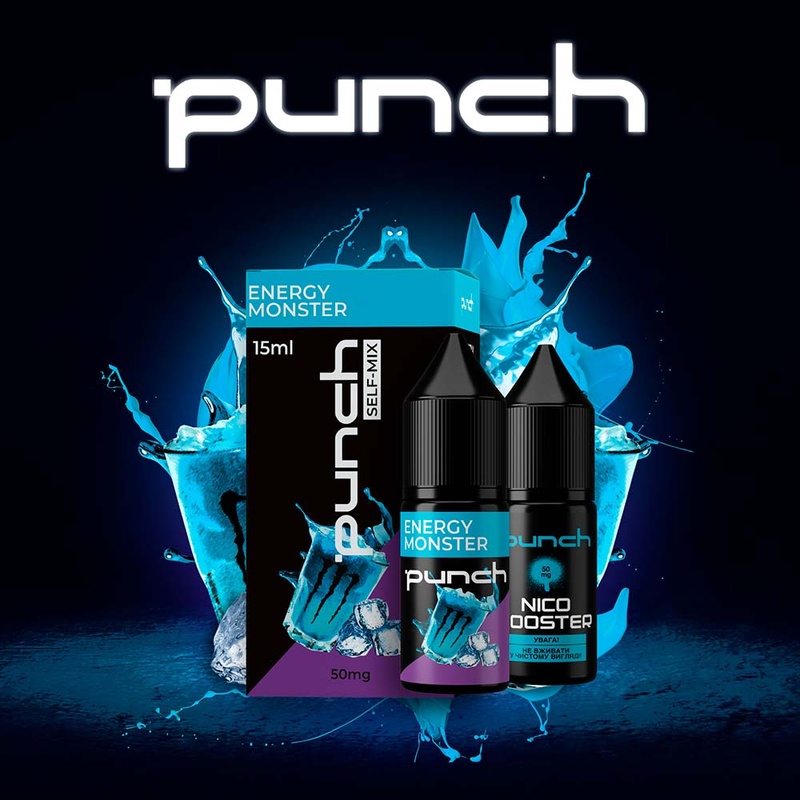 punch
ENERGY
MONSTER
punch
15ml
punch
SELF-MIX
50mg
ENERGY
MONSTER
punch
punch
50
mg
NICO
OOSTER
УВАГА!
НЕ ВЖИВАТИ
У ЧИСТОМУ ВИГЛЯДІ